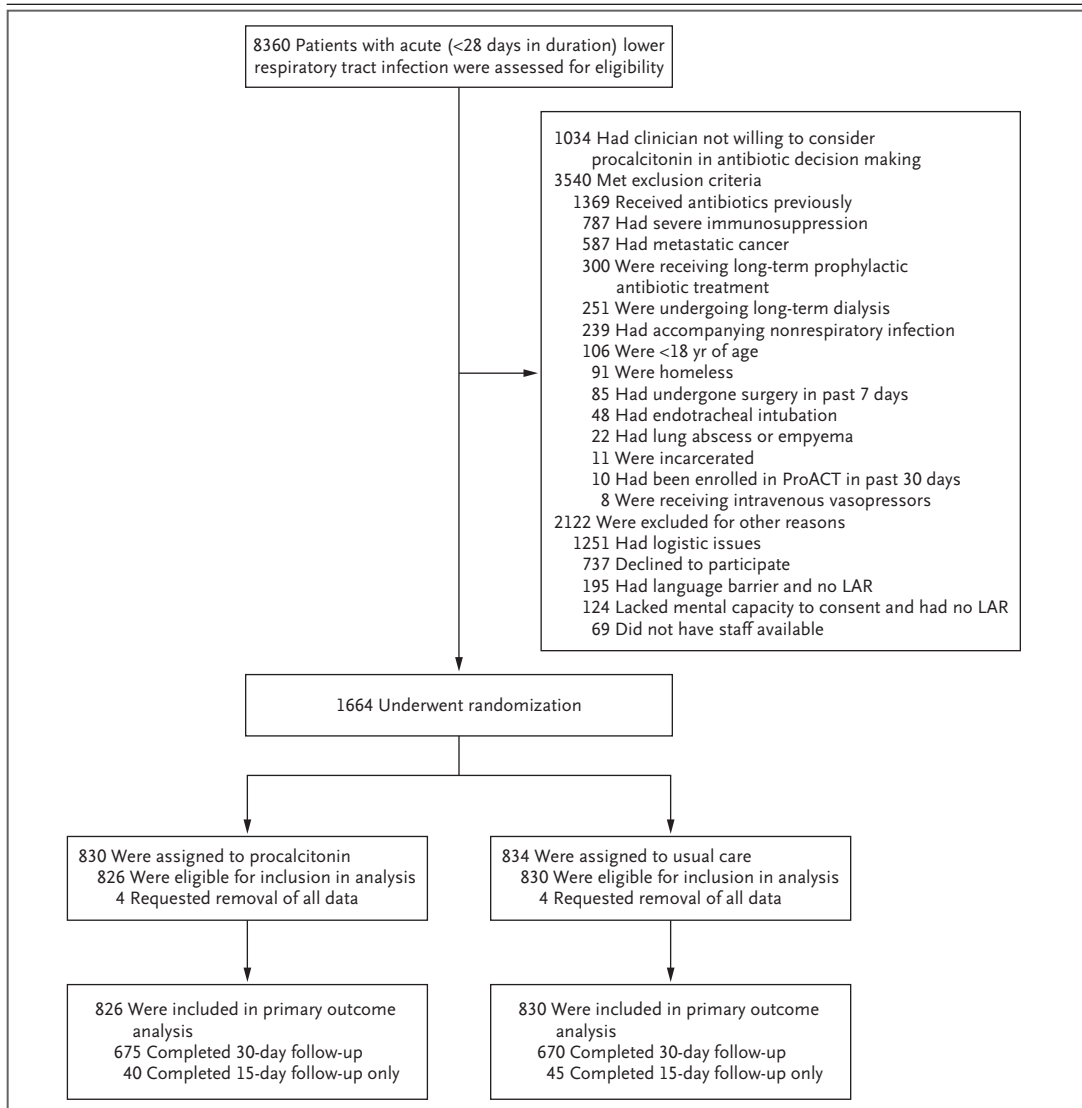 8360 Patients with acute (<28 days in duration) lower
respiratory tract infection were assessed for eligibility
1034 Had clinician not willing to consider
procalcitonin in antibiotic decision making
3540 Met exclusion criteria
1369 Received antibiotics previously
787 Had severe immunosuppression
587 Had metastatic cancer
300 Were receiving long-term prophylactic
antibiotic treatment
251 Were undergoing long-term dialysis
239 Had accompanying nonrespiratory infection
106 Were <18 yr of age
91 Were homeless
85 Had undergone surgery in past 7 days
48 Had endotracheal intubation
22 Had lung abscess or empyema
11 Were incarcerated
10 Had been enrolled in ProACT in past 30 days
8 Were receiving intravenous vasopressors
2122 Were excluded for other reasons
1251 Had logistic issues
737 Declined to participate
195 Had language barrier and no LAR
124 Lacked mental capacity to consent and had no LAR
69 Did not have staff available
1664 Underwent randomization
830 Were assigned to procalcitonin
826 Were eligible for inclusion in analysis
4 Requested removal of all data
834 Were assigned to usual care
830 Were eligible for inclusion in analysis
4 Requested removal of all data
826 Were included in primary outcome
analysis
675 Completed 30-day follow-up
40 Completed 15-day follow-up only
830 Were included in primary outcome
analysis
670 Completed 30-day follow-up
45 Completed 15-day follow-up only